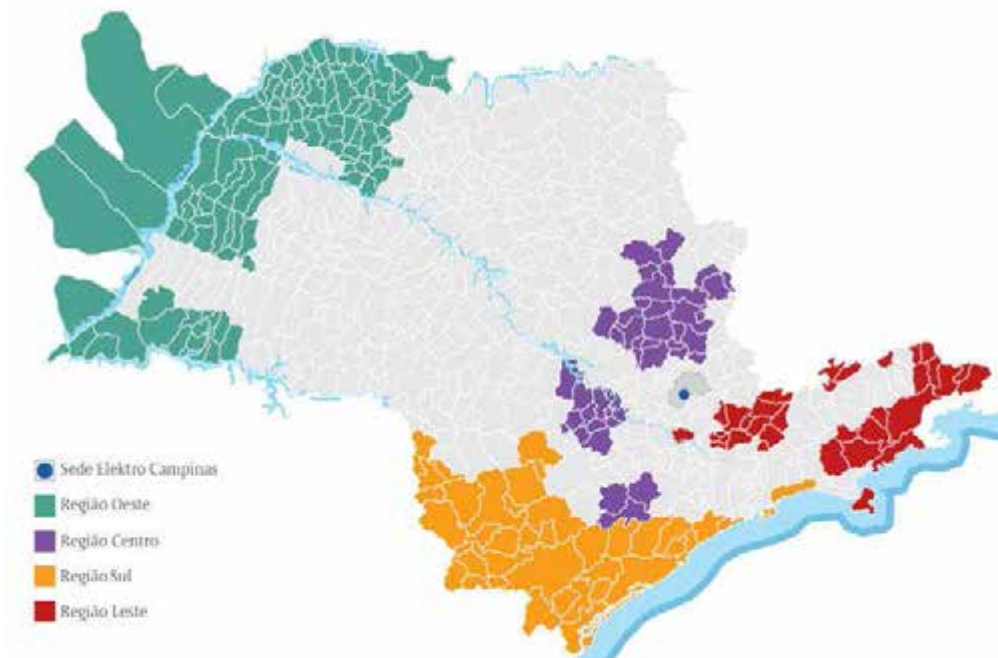 Sede Elektro Campinas
Região Oeste
Região Centro
Região Sul
Região Leste